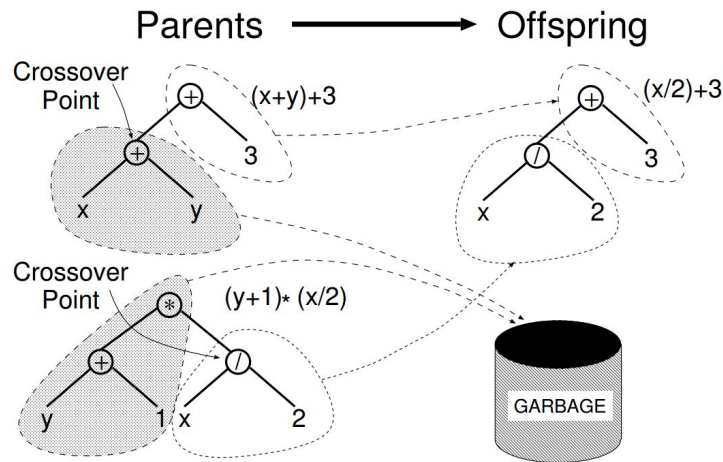 Parents
Offspring
Crossover
Point
+
(x+y)+3
+
3
x
y
+
(x/2)+3
/
3
x
2
Crossover
Point
*
(y+1)* (x/2)
+
/
y
1
x
2
GARBAGE